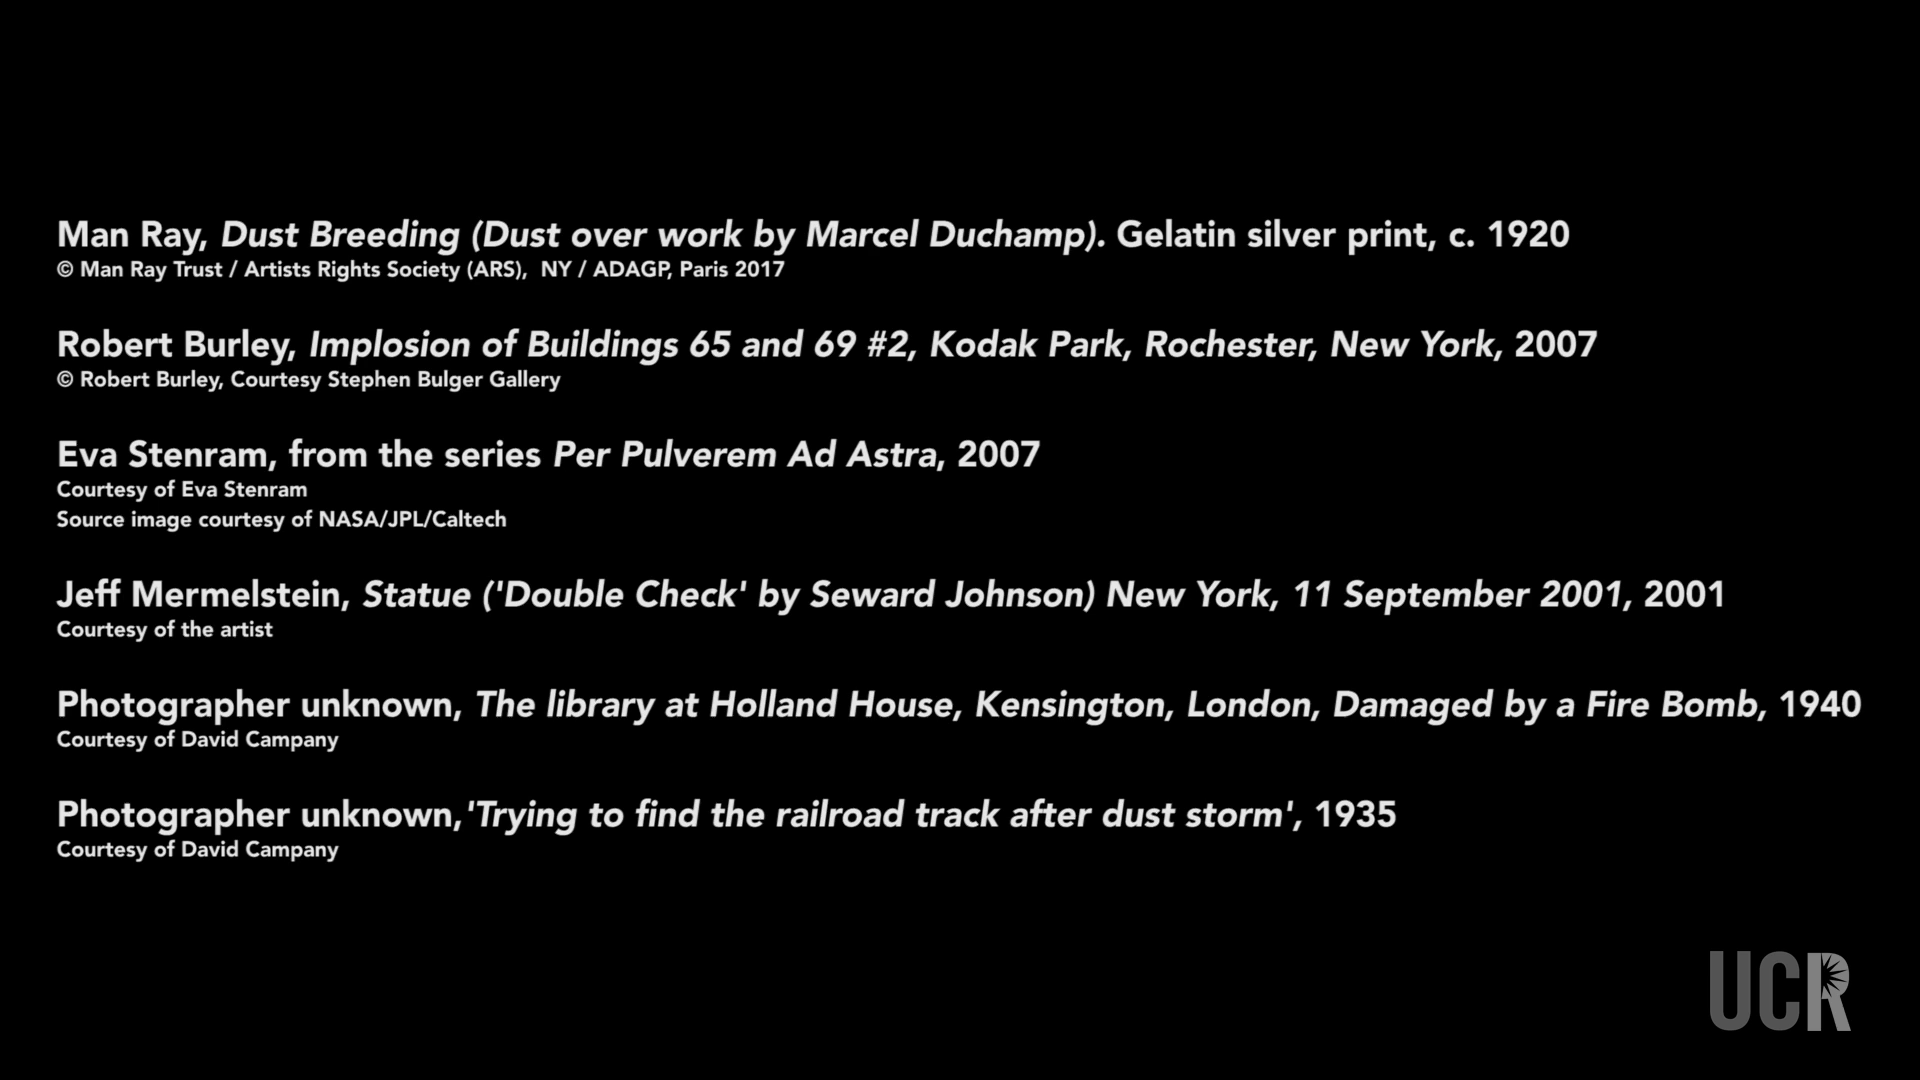 Man Ray, Dust Breeding (Dust over work by Marcel Duchamp). Gelatin silver print, c. 1920
© Man Ray Trust / Artists Rights Society (ARS),  NY / ADAGP, Paris 2017
Robert Burley, Implosion of Buildings 65 and 69 #2, Kodak Park, Rochester, New York, 2007
© Robert Burley, Courtesy Stephen Bulger Gallery
Eva Stenram, from the series Per Pulverem Ad Astra, 2007
Courtesy of Eva Stenram
Source image courtesy of NASA/JPL/Caltech
Jeff Mermelstein, Statue ('Double Check' by Seward Johnson) New York, 11 September 2001, 2001
Courtesy of the artist
Photographer unknown, The library at Holland House, Kensington, London, Damaged by a Fire Bomb, 1940
Courtesy of David Campany
Photographer unknown, 'Trying to find the railroad track after dust storm', 1935
Courtesy of David Campany
UCR